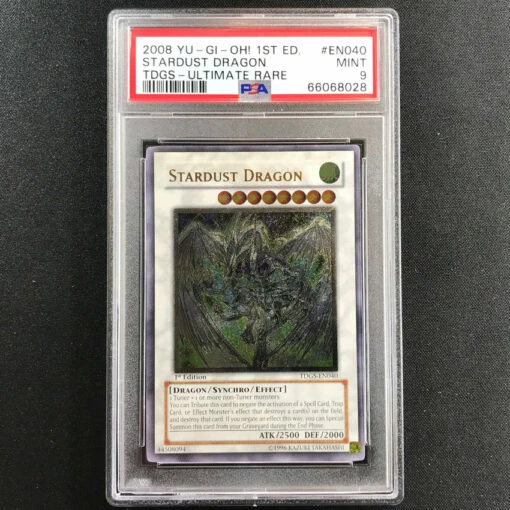 2008 YU-GI-OH! 1ST ED. #EN040
STARDUST DRAGON MINT
TDGS-ULTIMATE RARE 9
PSA 66068028
STARDUST DRAGON
1st Edition TDGS-EN040
[DRAGON/SYNCHRO/EFFECT]
1 Tuner + 1 or more non-Tuner monsters
You can Tribute this card to negate the activation of a Spell Card, Trap
Card, or Effect Monster's effect that destroys a card(s) on the field,
and destroy that card. If you negate an effect this way, you can Special
Summon this card from your Graveyard during the End Phase.
ATK/2500 DEF/2000
44508094 ©1996 KAZUKI TAKAHASHI